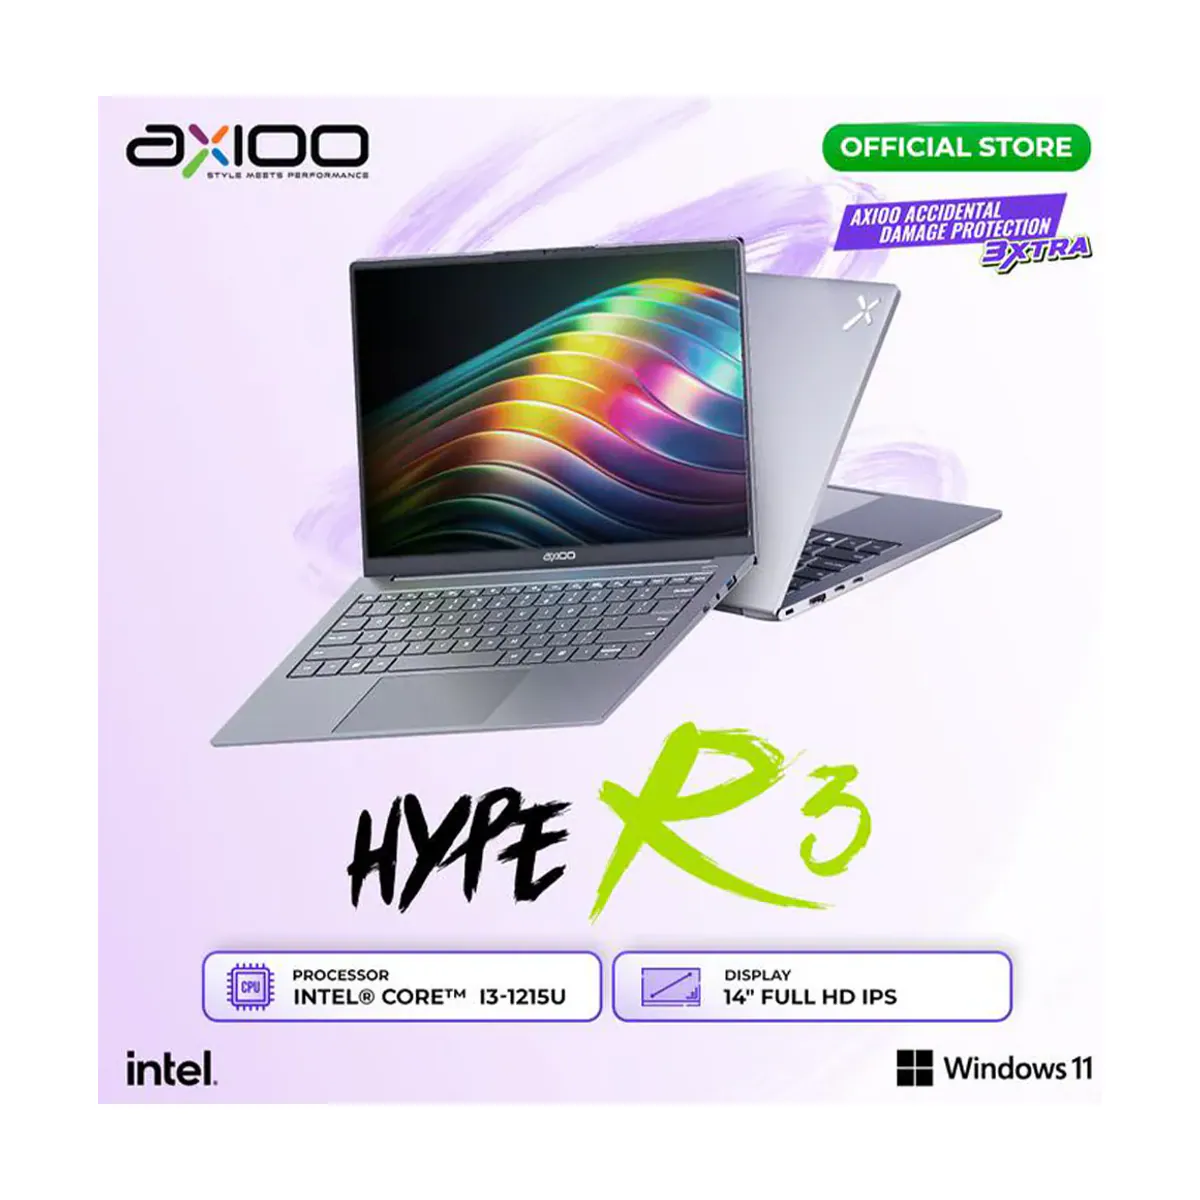 AXIOO
STYLE MEETS PERFORMANCE
OFFICIAL STORE
AXIOO ACCIDENTAL
DAMAGE PROTECTION
3XTRA
AXIOO
HYPE R3
CPU
PROCESSOR
INTEL® CORE™ I3-1215U
DISPLAY
14" FULL HD IPS
intel.
Windows 11